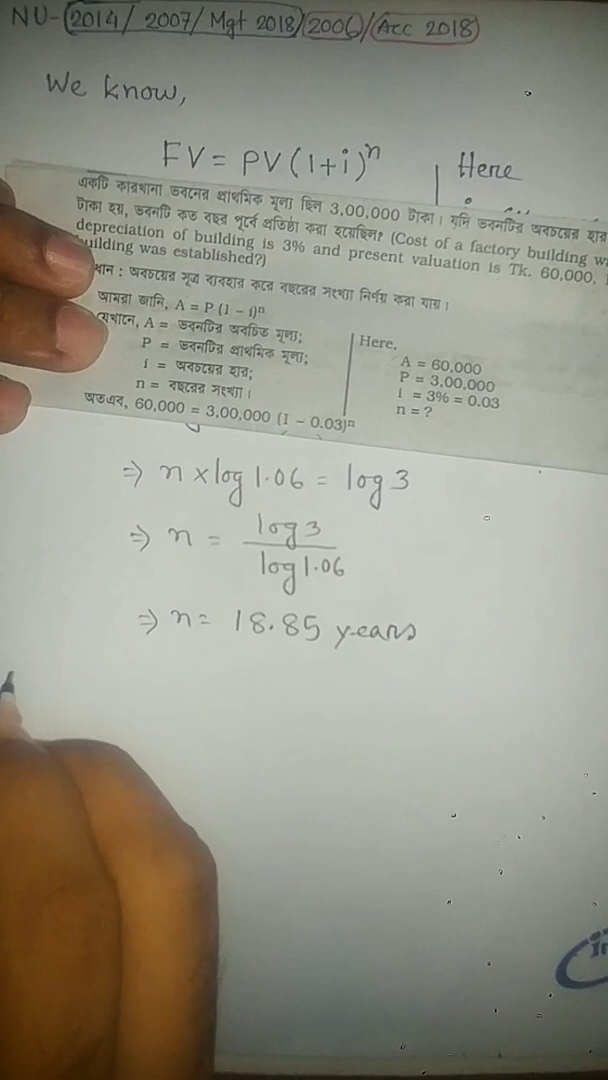 NU-(2014/ 2007/ Mgt 2018)(2006)/(Acc 2018)
We know,
FV = PV(1+i)ⁿ
Here
একটি কারখানা ভবনের প্রাথমিক মূল্য ছিল 3,00,000 টাকা। যদি ভবনটির অবচয়ের হার
টাকা হয়, ভবনটি কত বছর পূর্বে প্রতিষ্ঠা করা হয়েছিল? (Cost of a factory building
depreciation of building is 3% and present valuation is Tk. 60,000,
building was established?)
ধান : অবচয়ের সূত্র ব্যবহার করে বছরের সংখ্যা নির্ণয় করা যায়।
আমরা জানি, A = P (1 – i)ⁿ
যেখানে, A = ভবনটির অবচিত মূল্য;
P = ভবনটির প্রাথমিক মূল্য;
i = অবচয়ের হার;
n = বছরের সংখ্যা।
Here,
A = 60,000
P = 3,00,000
i = 3% = 0.03
n = ?
অতএব, 60,000 = 3,00,000 (1 – 0.03)ⁿ
⇒ n × log 1.06 = log 3
⇒ n = log 3 / log 1.06
⇒ n = 18.85 years